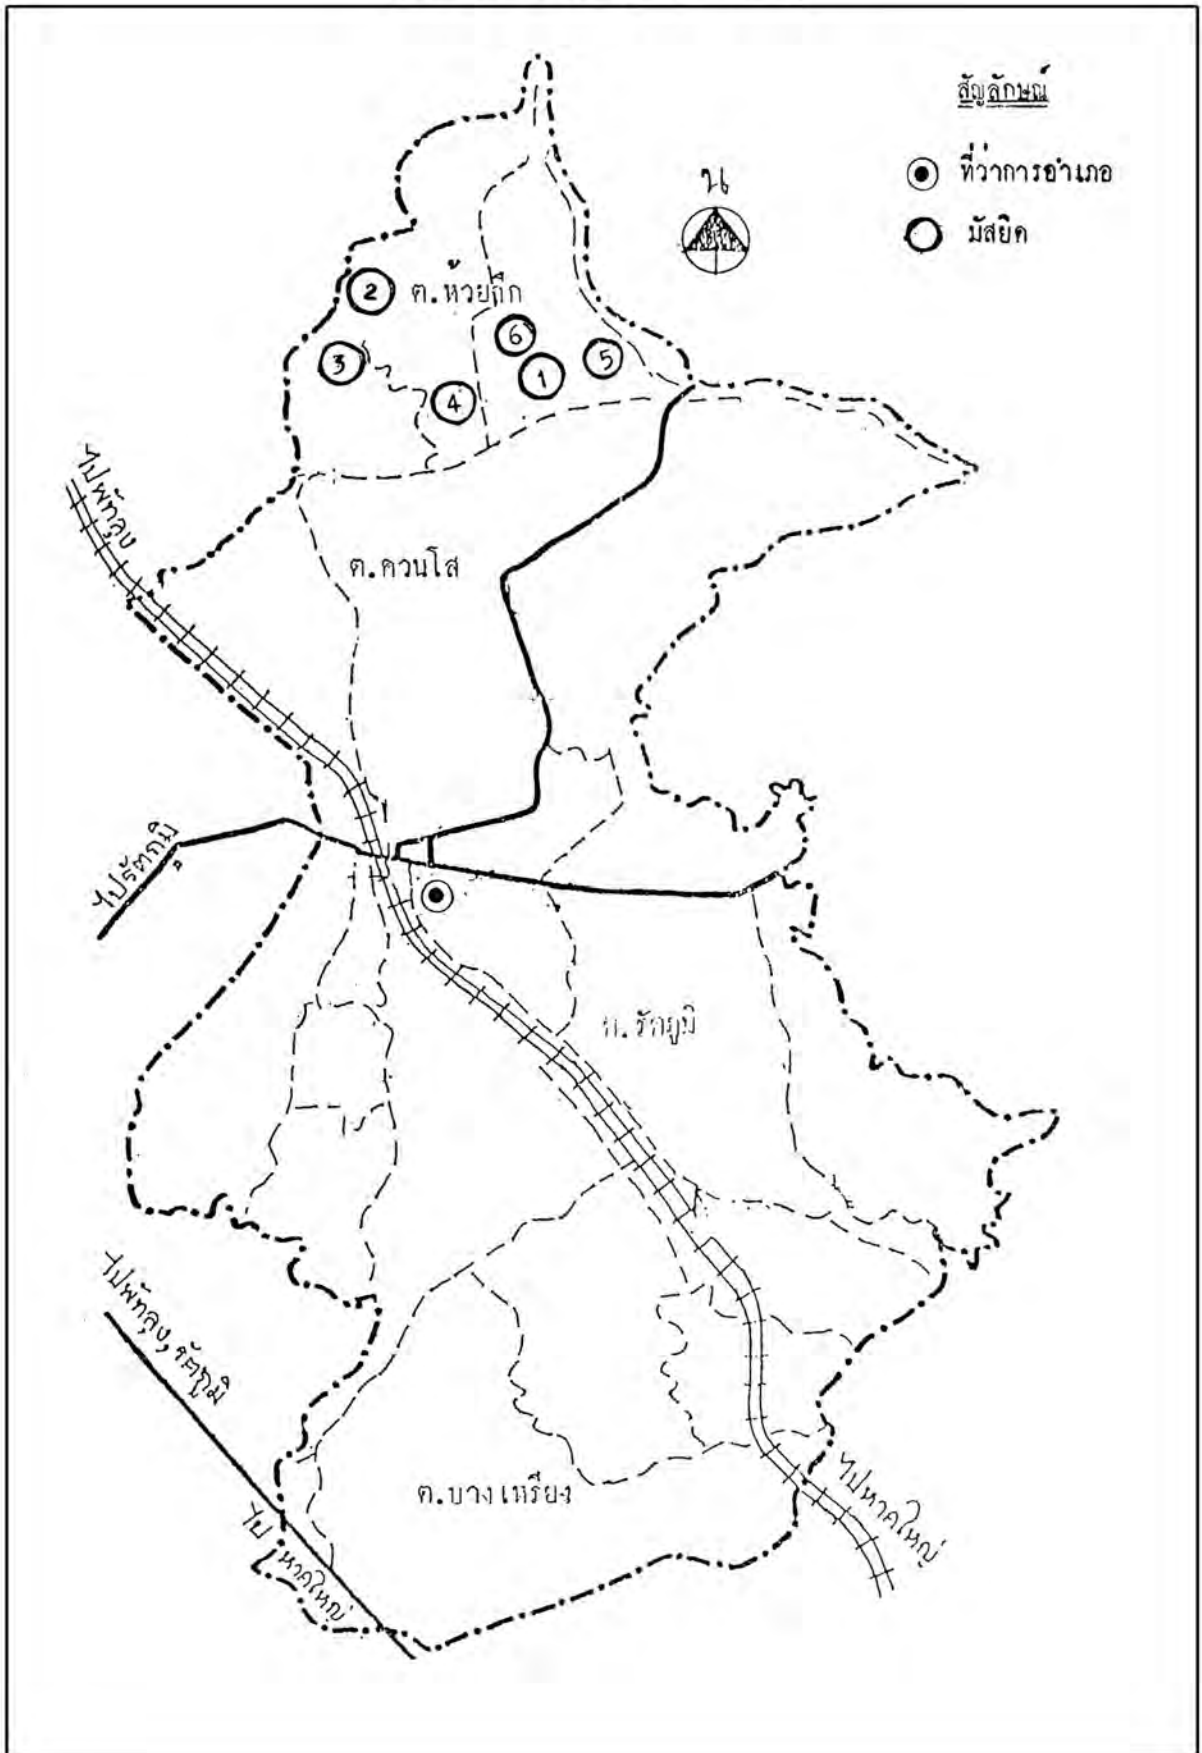 สัญลักษณ์
ที่ว่าการอำเภอ
มัสยิด
น
2
ต.ห้วยลึก
6
3
5
1
4
ไปพัทลุง
ต.ควนโส
ไปรัตภูมิ
ต.รัตภูมิ
ไปพัทลุง, รัตภูมิ
ต.บางเหรียง
ไปหาดใหญ่
ไปหาดใหญ่